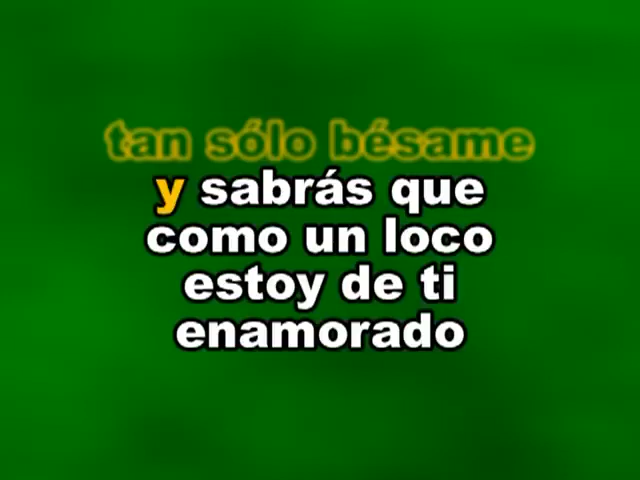 tan sólo bésame
y sabrás que
como un loco
estoy de ti
enamorado